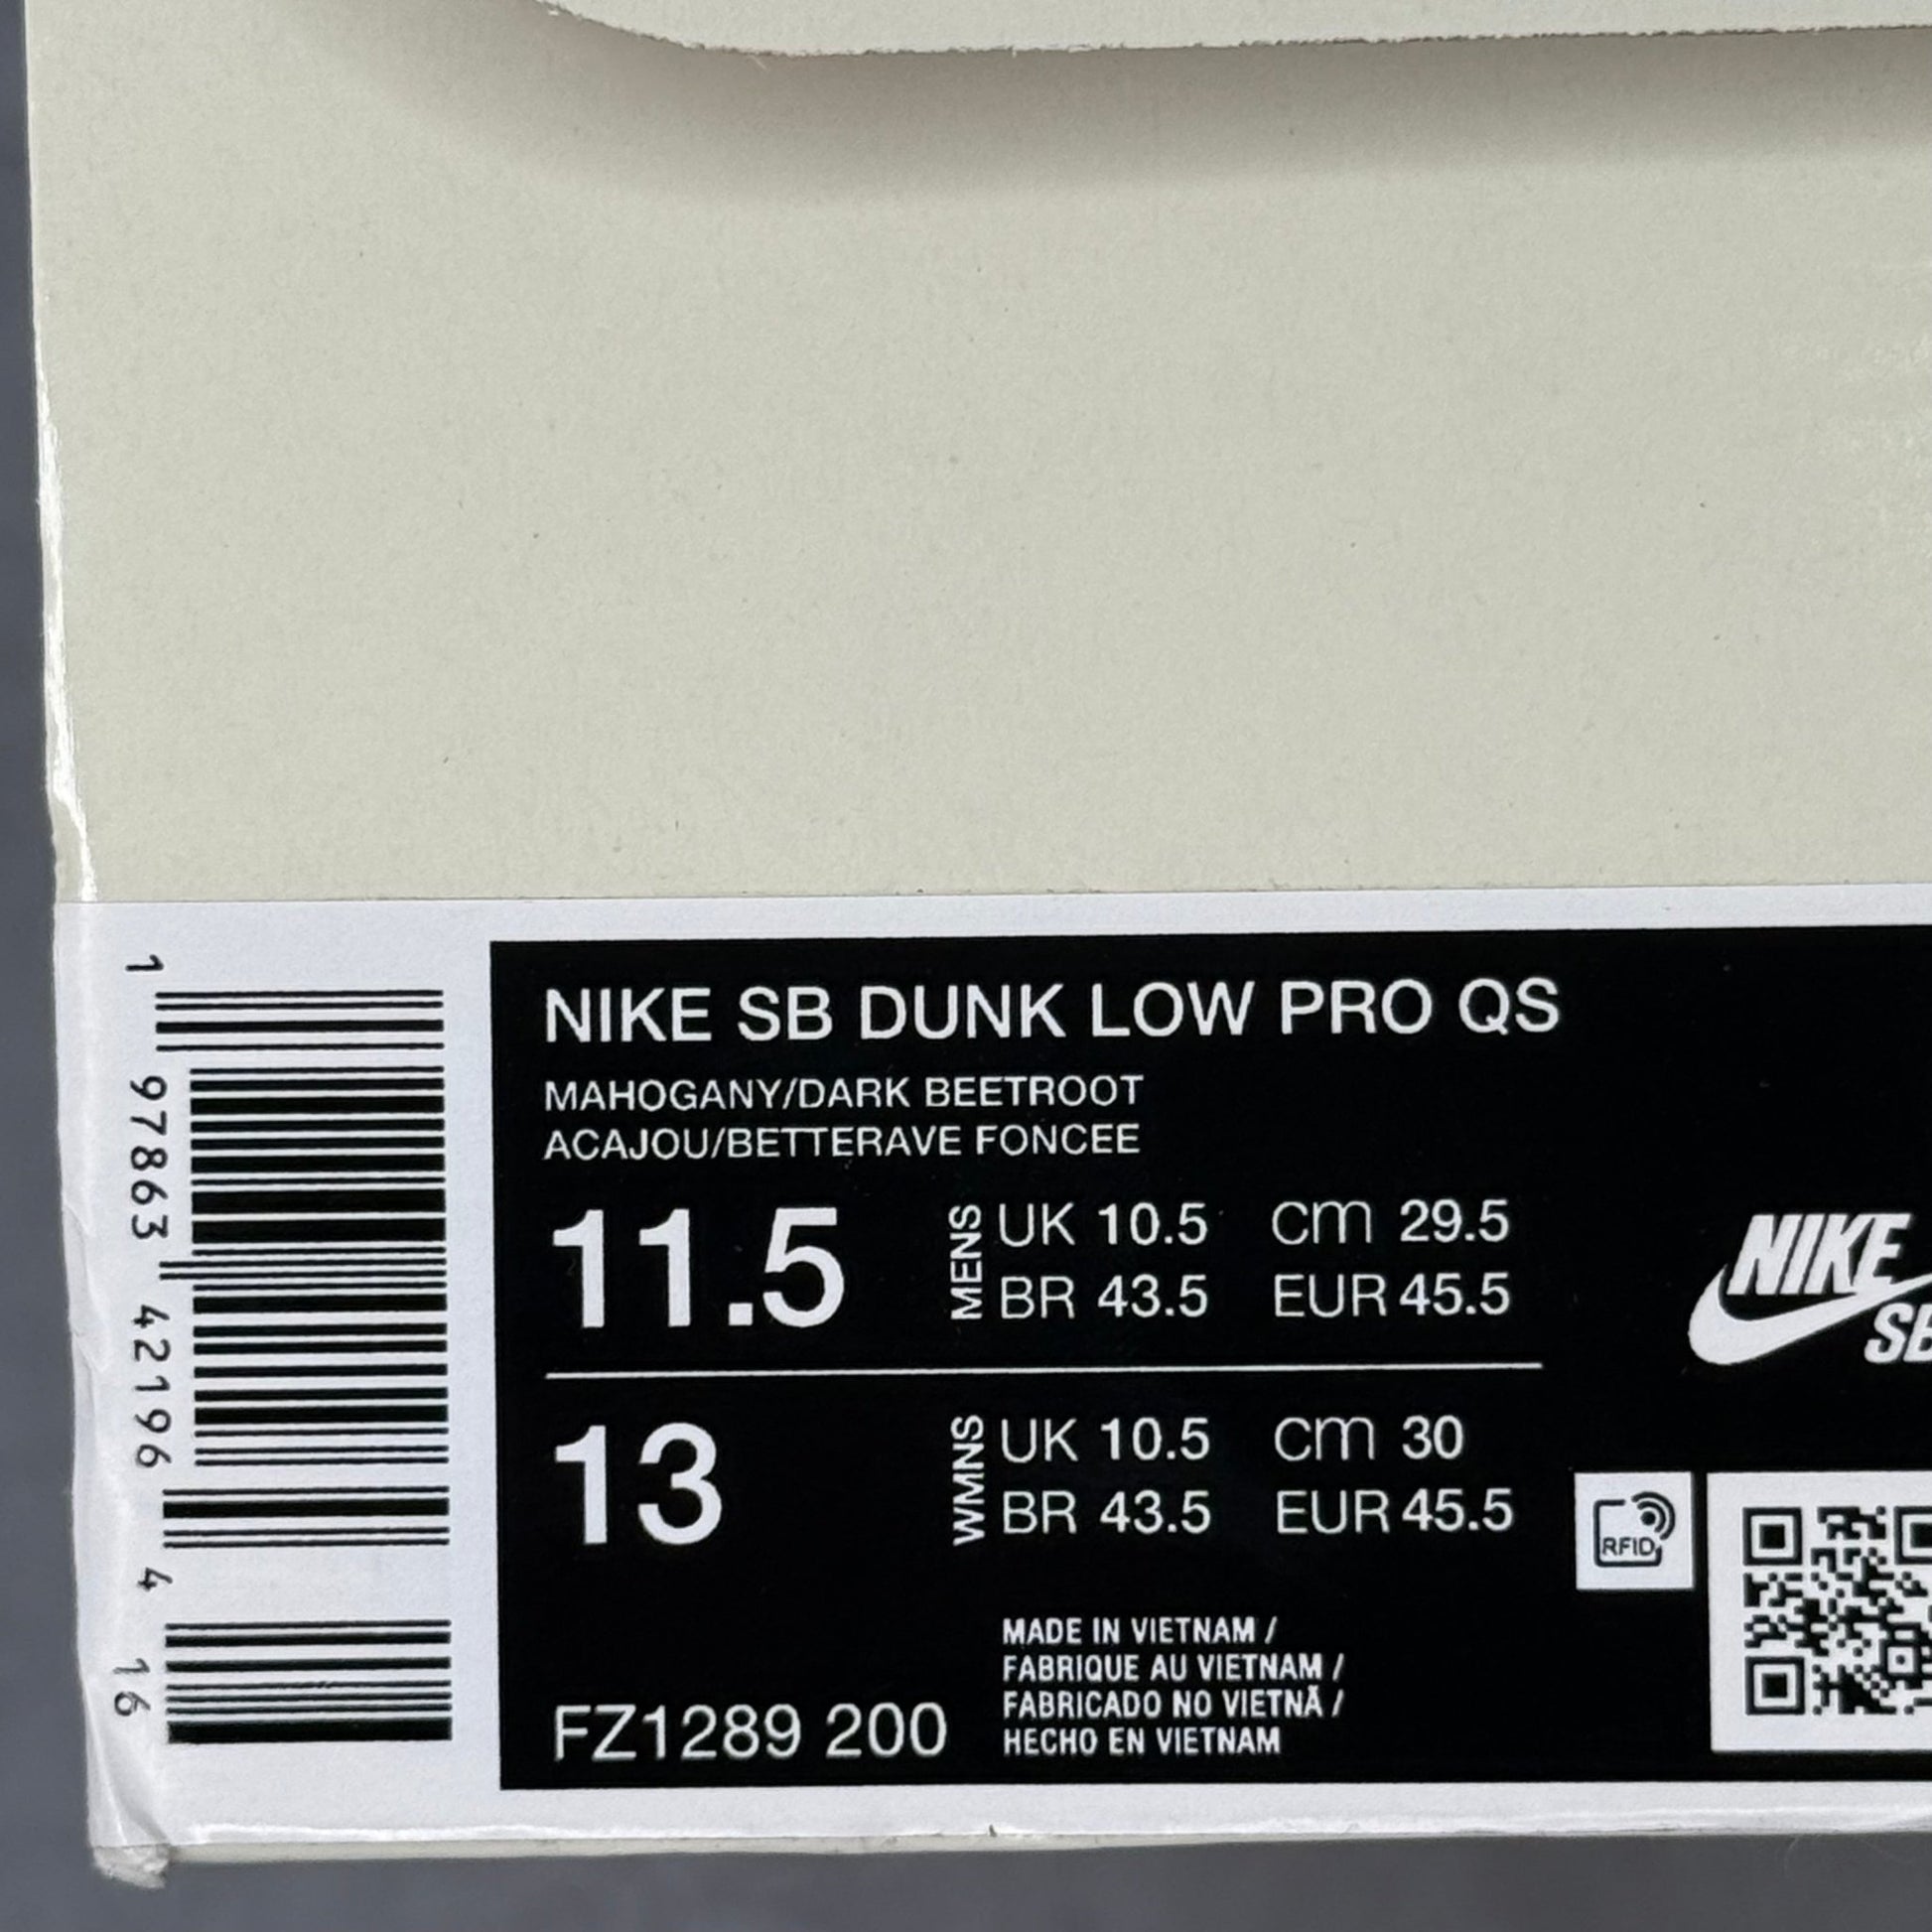 1 97863 42196 4 16
NIKE SB DUNK LOW PRO QS
MAHOGANY/DARK BEETROOT
ACAJOU/BETTERAVE FONCEE
11.5 MENS UK 10.5 cm 29.5
BR 43.5 EUR 45.5
NIKE
SB
13 WMNS UK 10.5 cm 30
BR 43.5 EUR 45.5
RFID
MADE IN VIETNAM /
FABRIQUE AU VIETNAM /
FABRICADO NO VIETNÃ /
HECHO EN VIETNAM
FZ1289 200